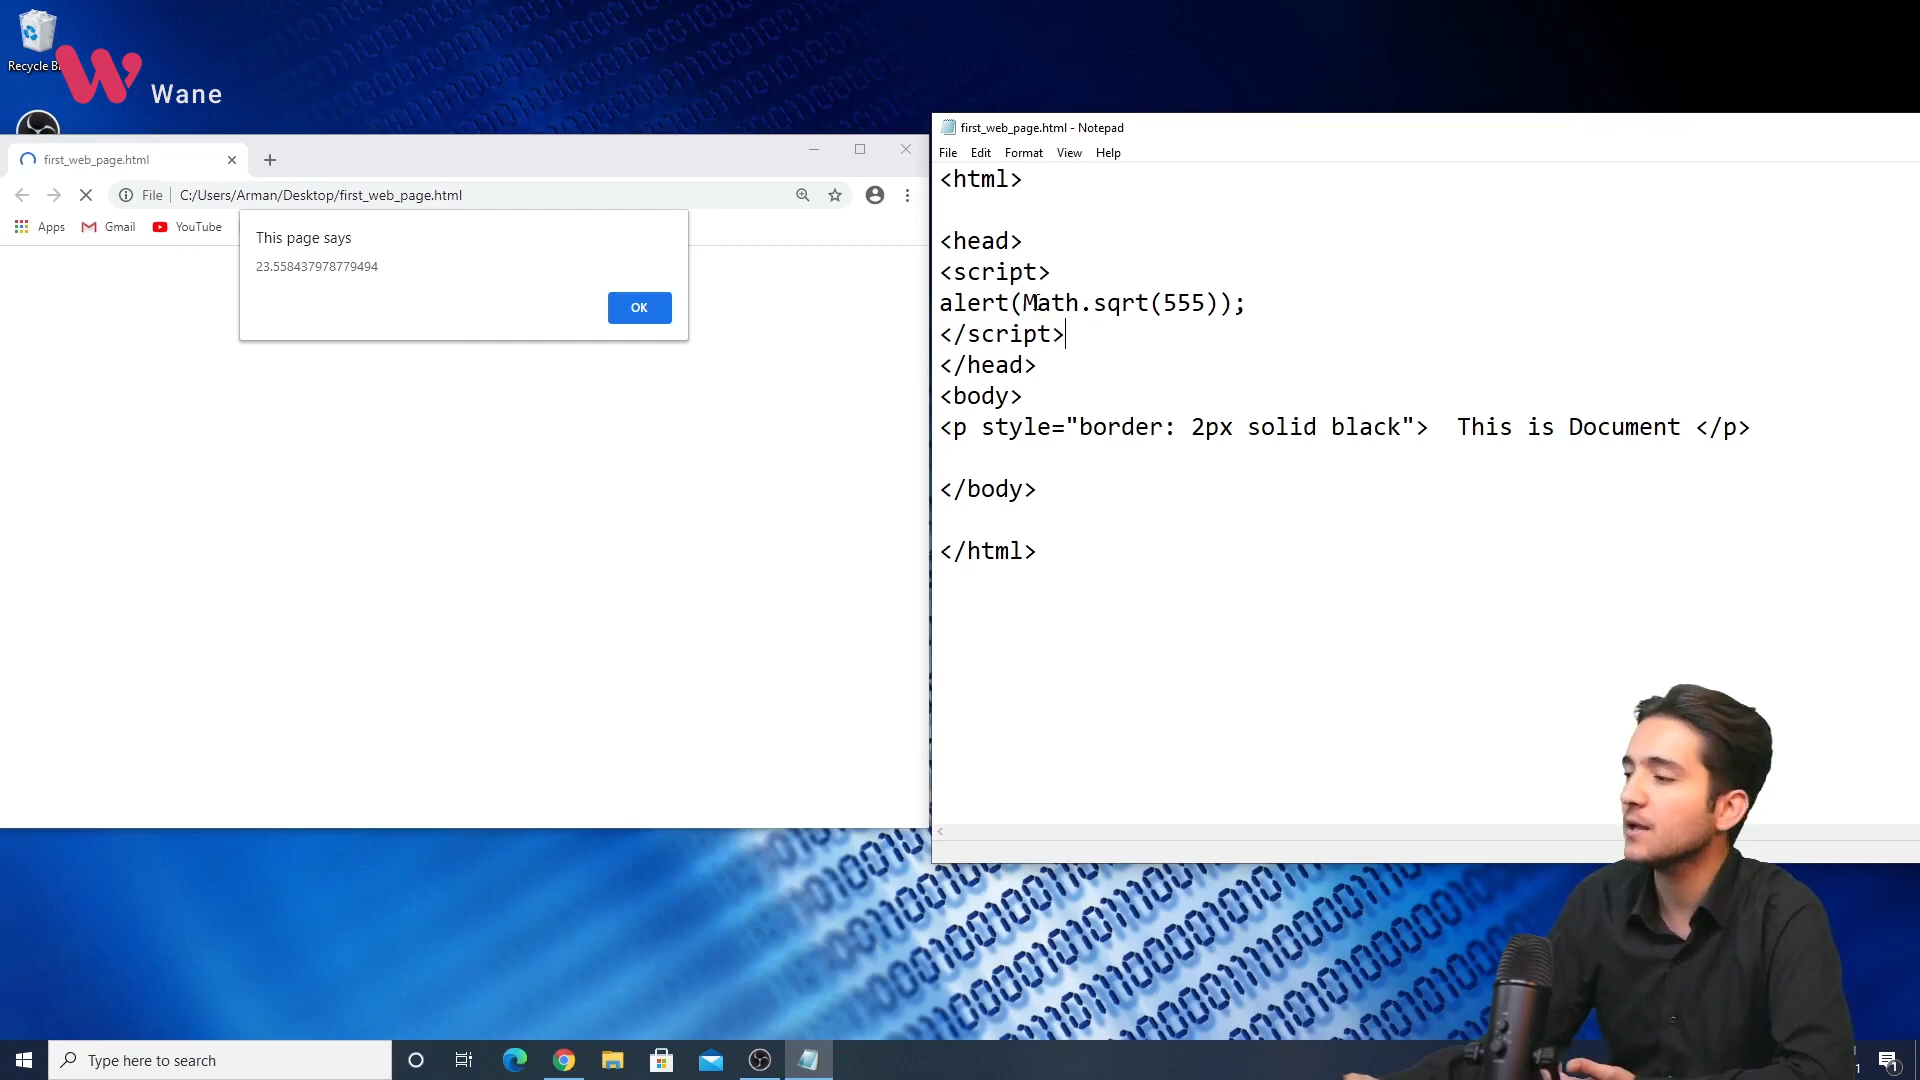 Recycle B
Wane
first_web_page.html
File
C:/Users/Arman/Desktop/first_web_page.html
Apps
Gmail
YouTube
This page says
23.558437978779494
OK
first_web_page.html - Notepad
File Edit Format View Help
<html>
<head>
<script>
alert(Math.sqrt(555));
</script>
</head>
<body>
<p style="border: 2px solid black">  This is Document </p>
</body>
</html>
Type here to search
1